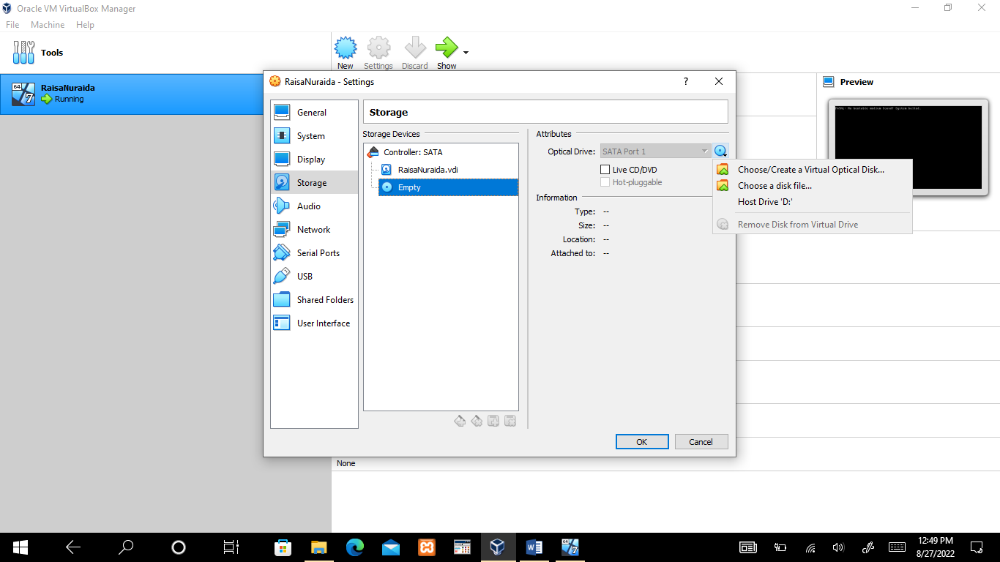 Oracle VM VirtualBox Manager
File Machine Help
Tools
New Settings Discard Show
64
7
RaisaNuraida
Running
Preview
FATAL: No bootable medium found! System halted.
RaisaNuraida - Settings
?
General
System
Display
Storage
Audio
Network
Serial Ports
USB
Shared Folders
User Interface
Storage
Storage Devices
Controller: SATA
RaisaNuraida.vdi
Empty
Attributes
Optical Drive: SATA Port 1
Live CD/DVD
Hot-pluggable
Information
Type: --
Size: --
Location: --
Attached to: --
Choose/Create a Virtual Optical Disk...
Choose a disk file...
Host Drive 'D:'
Remove Disk from Virtual Drive
OK Cancel
None
12:49 PM
8/27/2022